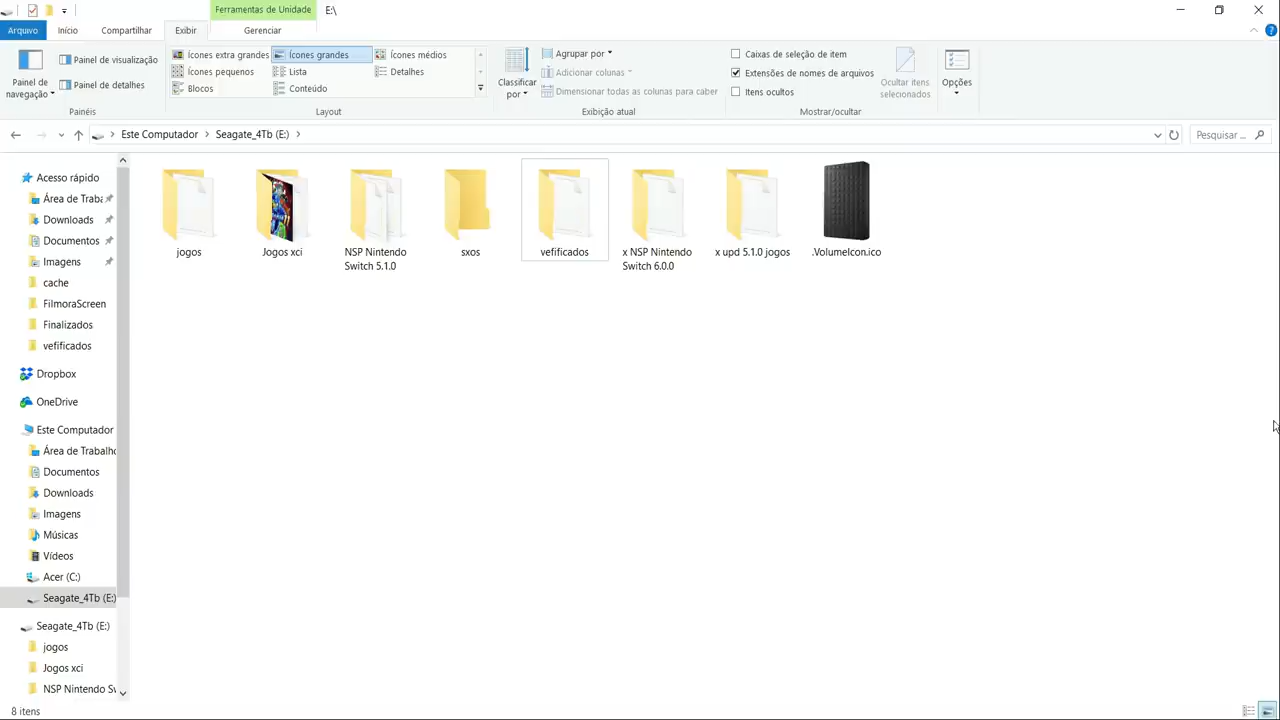 Ferramentas de Unidade
E:\
Arquivo
Início
Compartilhar
Exibir
Gerenciar
Painel de navegação
Painel de visualização
Painel de detalhes
Painéis
Ícones extra grandes
Ícones grandes
Ícones médios
Ícones pequenos
Lista
Detalhes
Blocos
Conteúdo
Layout
Classificar por
Agrupar por
Adicionar colunas
Dimensionar todas as colunas para caber
Exibição atual
Caixas de seleção de item
Extensões de nomes de arquivos
Itens ocultos
Ocultar itens selecionados
Mostrar/ocultar
Opções
Este Computador
Seagate_4Tb (E:)
Pesquisar ...
Acesso rápido
Área de Traba
Downloads
Documentos
Imagens
cache
FilmoraScreen
Finalizados
vefificados
Dropbox
OneDrive
Este Computador
Área de Trabalho
Documentos
Downloads
Imagens
Músicas
Vídeos
Acer (C:)
Seagate_4Tb (E:)
Seagate_4Tb (E:)
jogos
Jogos xci
NSP Nintendo Sw
jogos
Jogos xci
NSP Nintendo
Switch 5.1.0
sxos
vefificados
x NSP Nintendo
Switch 6.0.0
x upd 5.1.0 jogos
.VolumeIcon.ico
8 itens